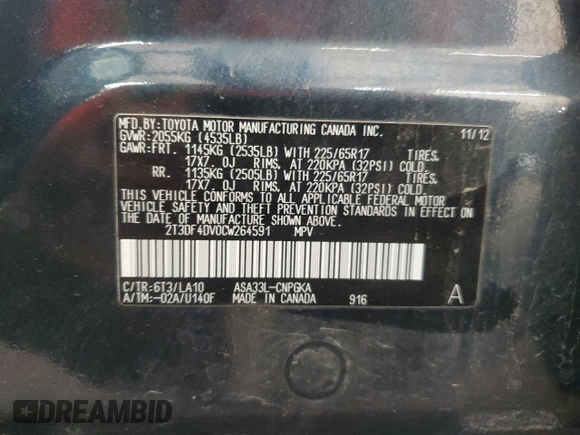 MFD.BY:TOYOTA MOTOR MANUFACTURING CANADA INC.
GVWR:2055KG (4535LB) 11/12
GAWR:FRT. 1145KG (2535LB) WITH 225/65R17 TIRES.
17X7.0J RIMS, AT 220KPA (32PSI) COLD.
RR. 1135KG (2505LB) WITH 225/65R17 TIRES.
17X7.0J RIMS, AT 220KPA (32PSI) COLD.
THIS VEHICLE CONFORMS TO ALL APPLICABLE FEDERAL MOTOR
VEHICLE SAFETY AND THEFT PREVENTION STANDARDS IN EFFECT ON
THE DATE OF MANUFACTURE SHOWN ABOVE.
2T3DF4DV0CW264591 MPV
C/TR:6T3/LA10 ASA33L-CNPGKA
A/TM:-02A/U140F MADE IN CANADA 916 A
DREAMBID